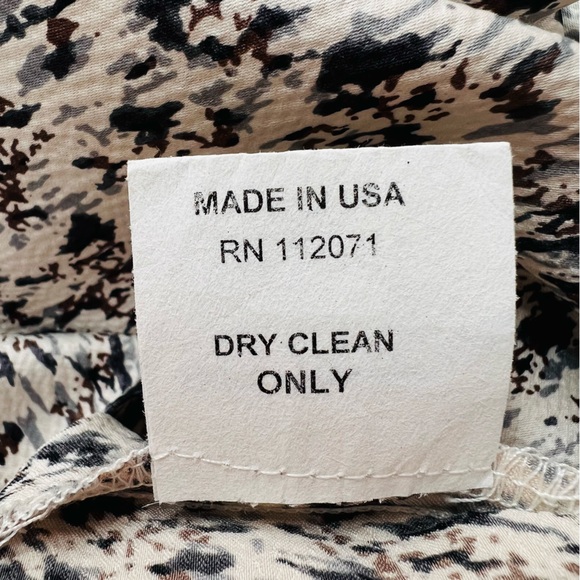 MADE IN USA
RN 112071
DRY CLEAN
ONLY